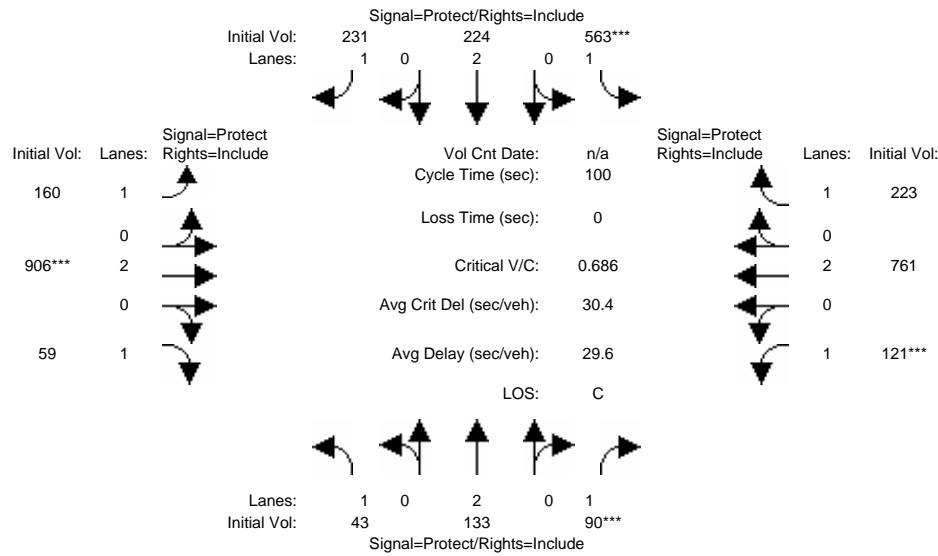 Signal=Protect/Rights=Include
Initial Vol: 231 224 563***
Lanes: 1 0 2 0 1
Signal=Protect Signal=Protect
Initial Vol: Lanes: Rights=Include Vol Cnt Date: n/a Rights=Include Lanes: Initial Vol:
Cycle Time (sec): 100
160 1 1 223
Loss Time (sec): 0
0 0
906*** 2 Critical V/C: 0.686 2 761
0 Avg Crit Del (sec/veh): 30.4 0
59 1 Avg Delay (sec/veh): 29.6 1 121***
LOS: C
Lanes: 1 0 2 0 1
Initial Vol: 43 133 90***
Signal=Protect/Rights=Include